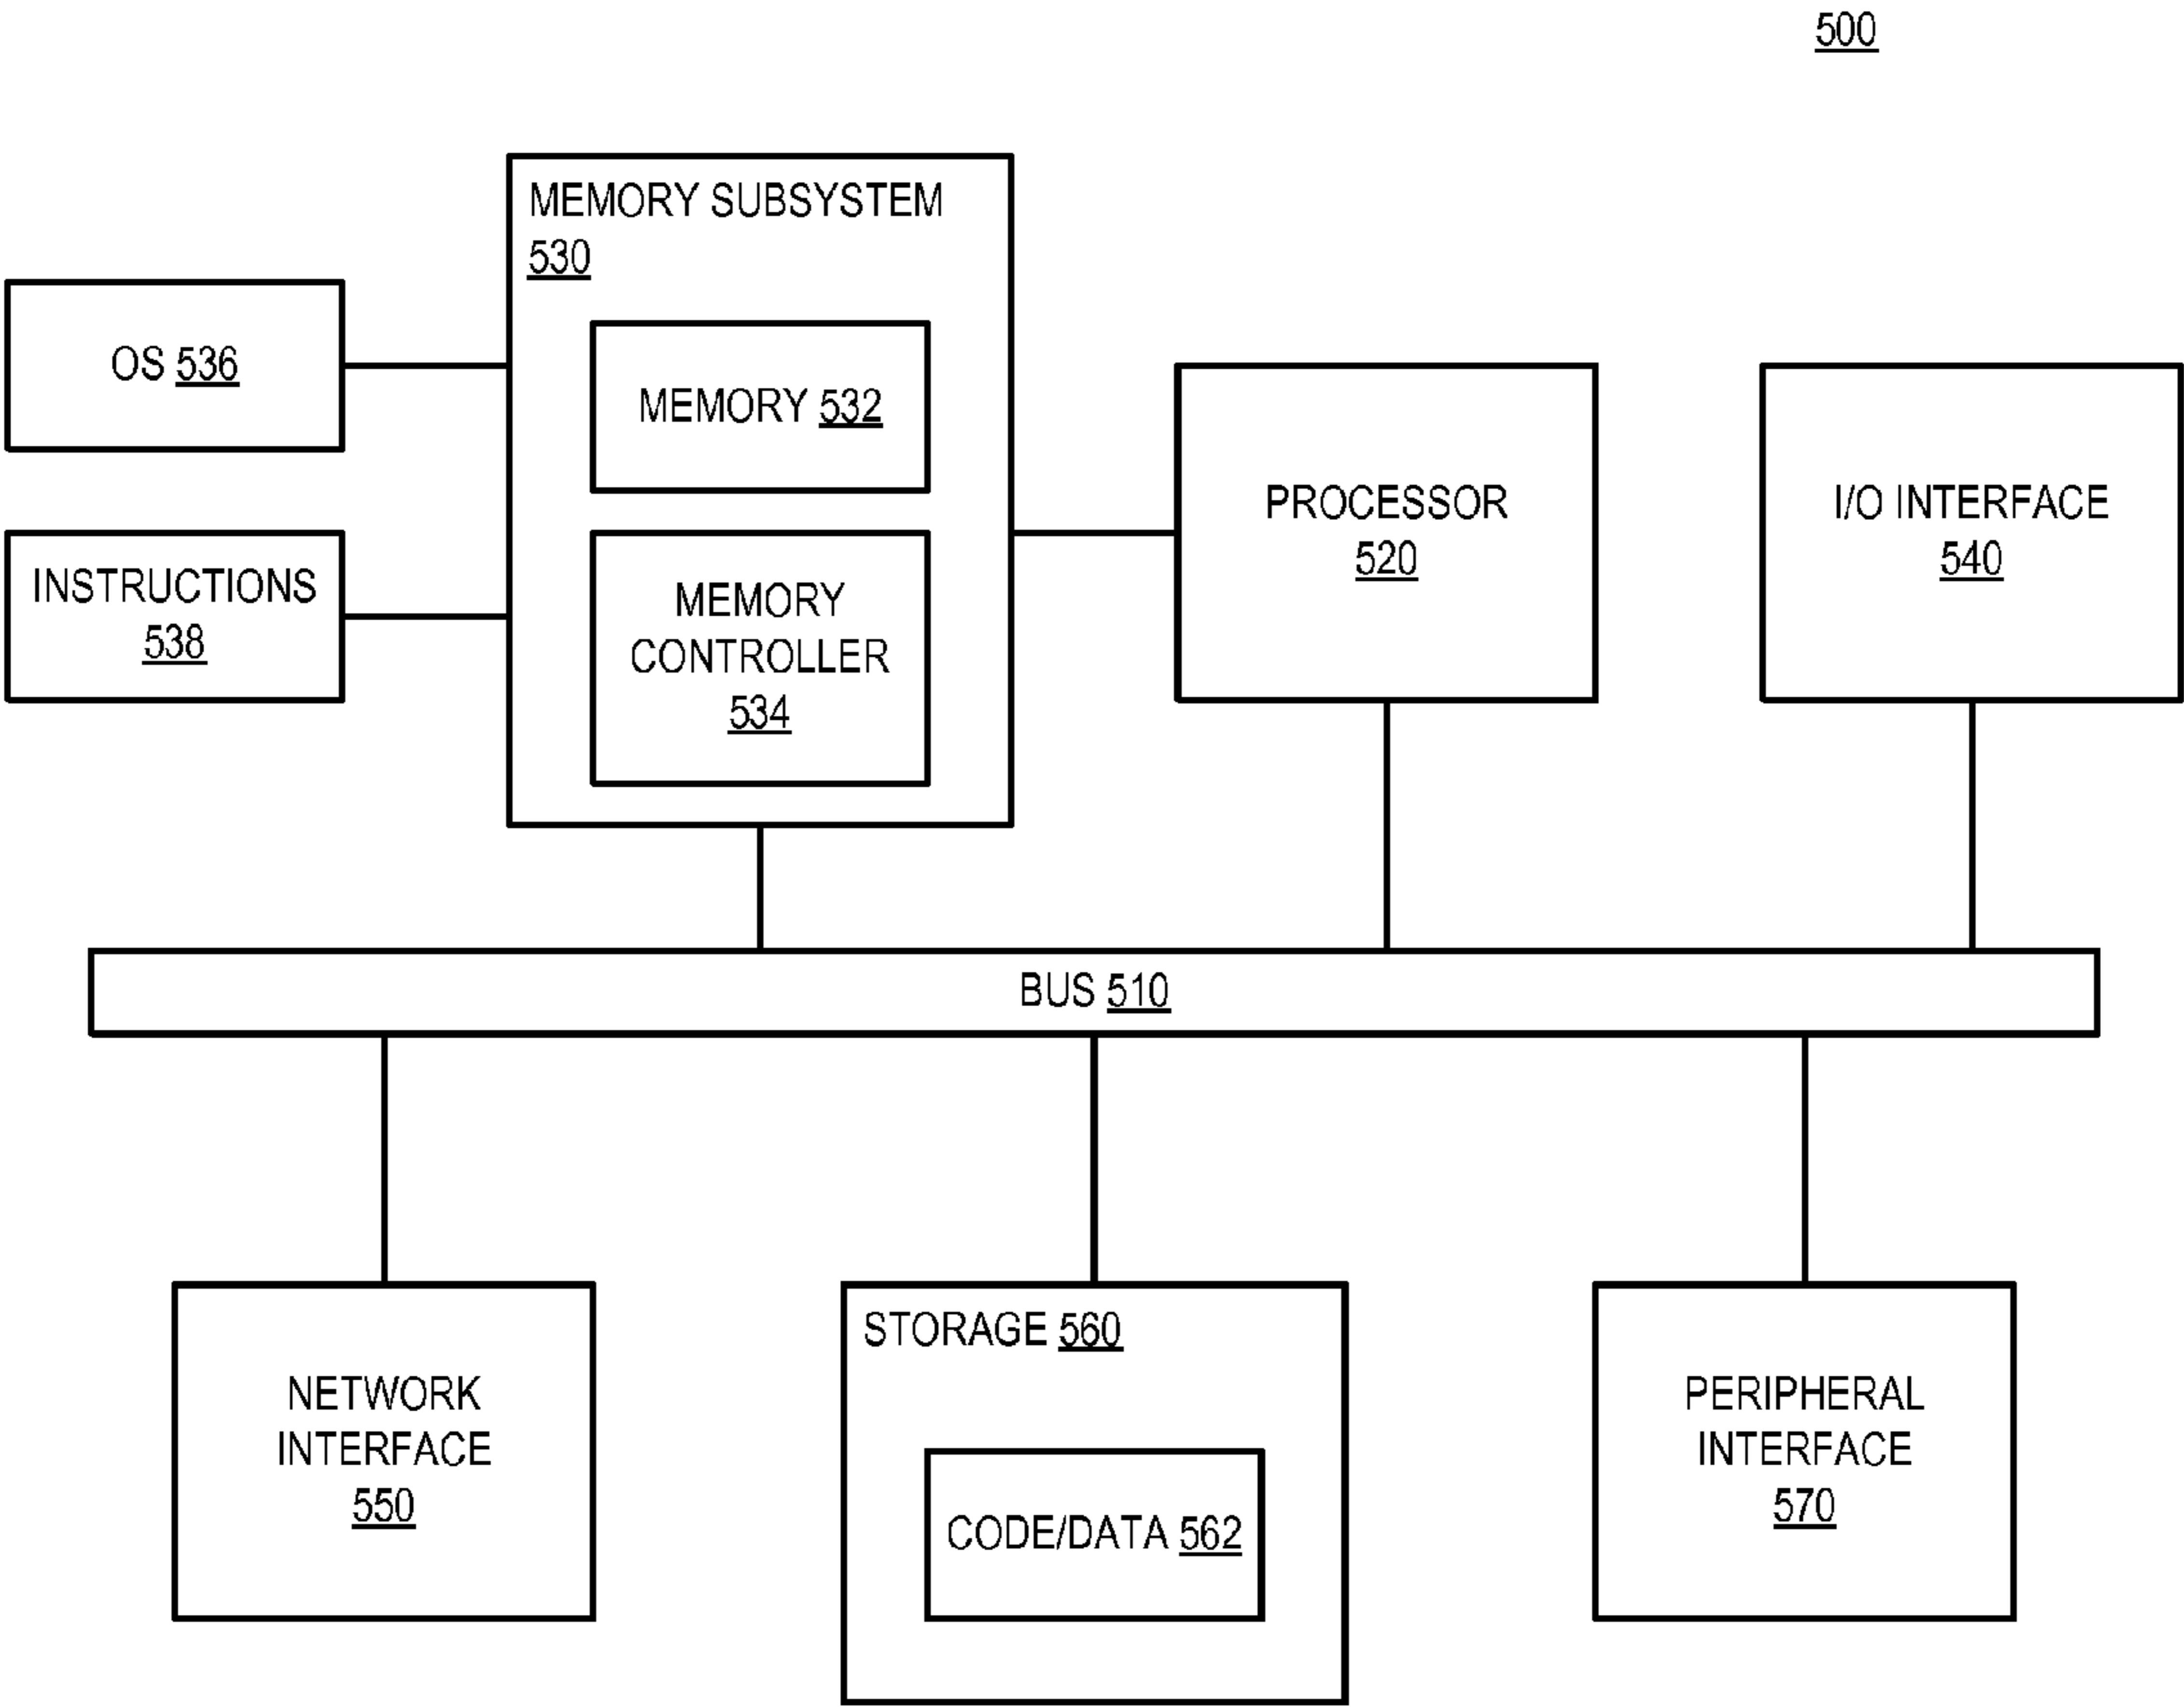 500
MEMORY SUBSYSTEM
530
OS 536
MEMORY 532
INSTRUCTIONS
538
MEMORY
CONTROLLER
534
PROCESSOR
520
I/O INTERFACE
540
BUS 510
NETWORK
INTERFACE
550
STORAGE 560
CODE/DATA 562
PERIPHERAL
INTERFACE
570